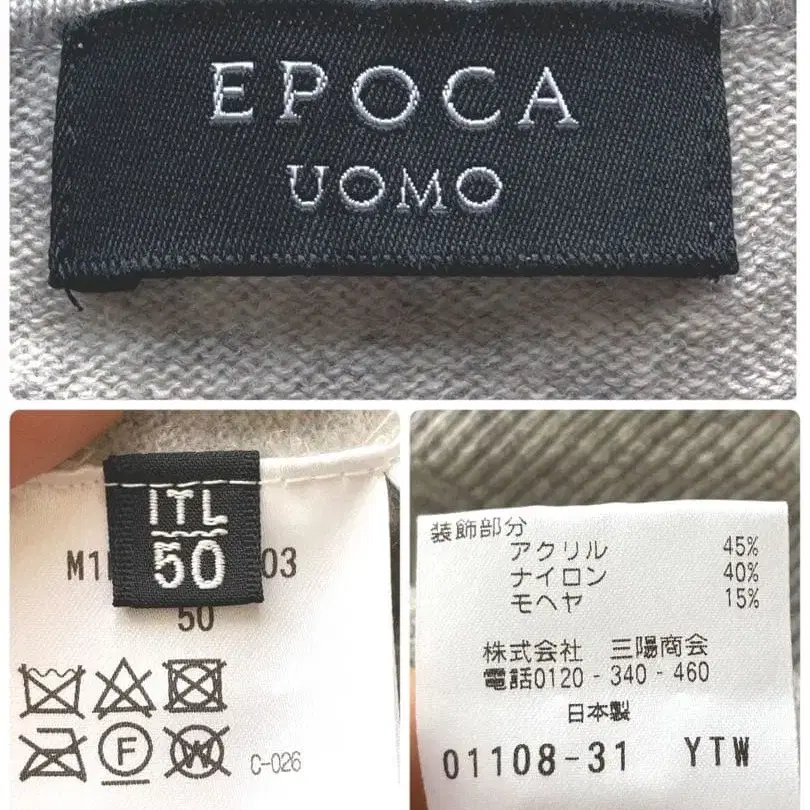 EPOCA
UOMO
ITL
50
M1 03
50
F
W
C-026
装飾部分
アクリル 45%
ナイロン 40%
モヘヤ 15%
株式会社 三陽商会
電話0120-340-460
日本製
01108-31 YTW